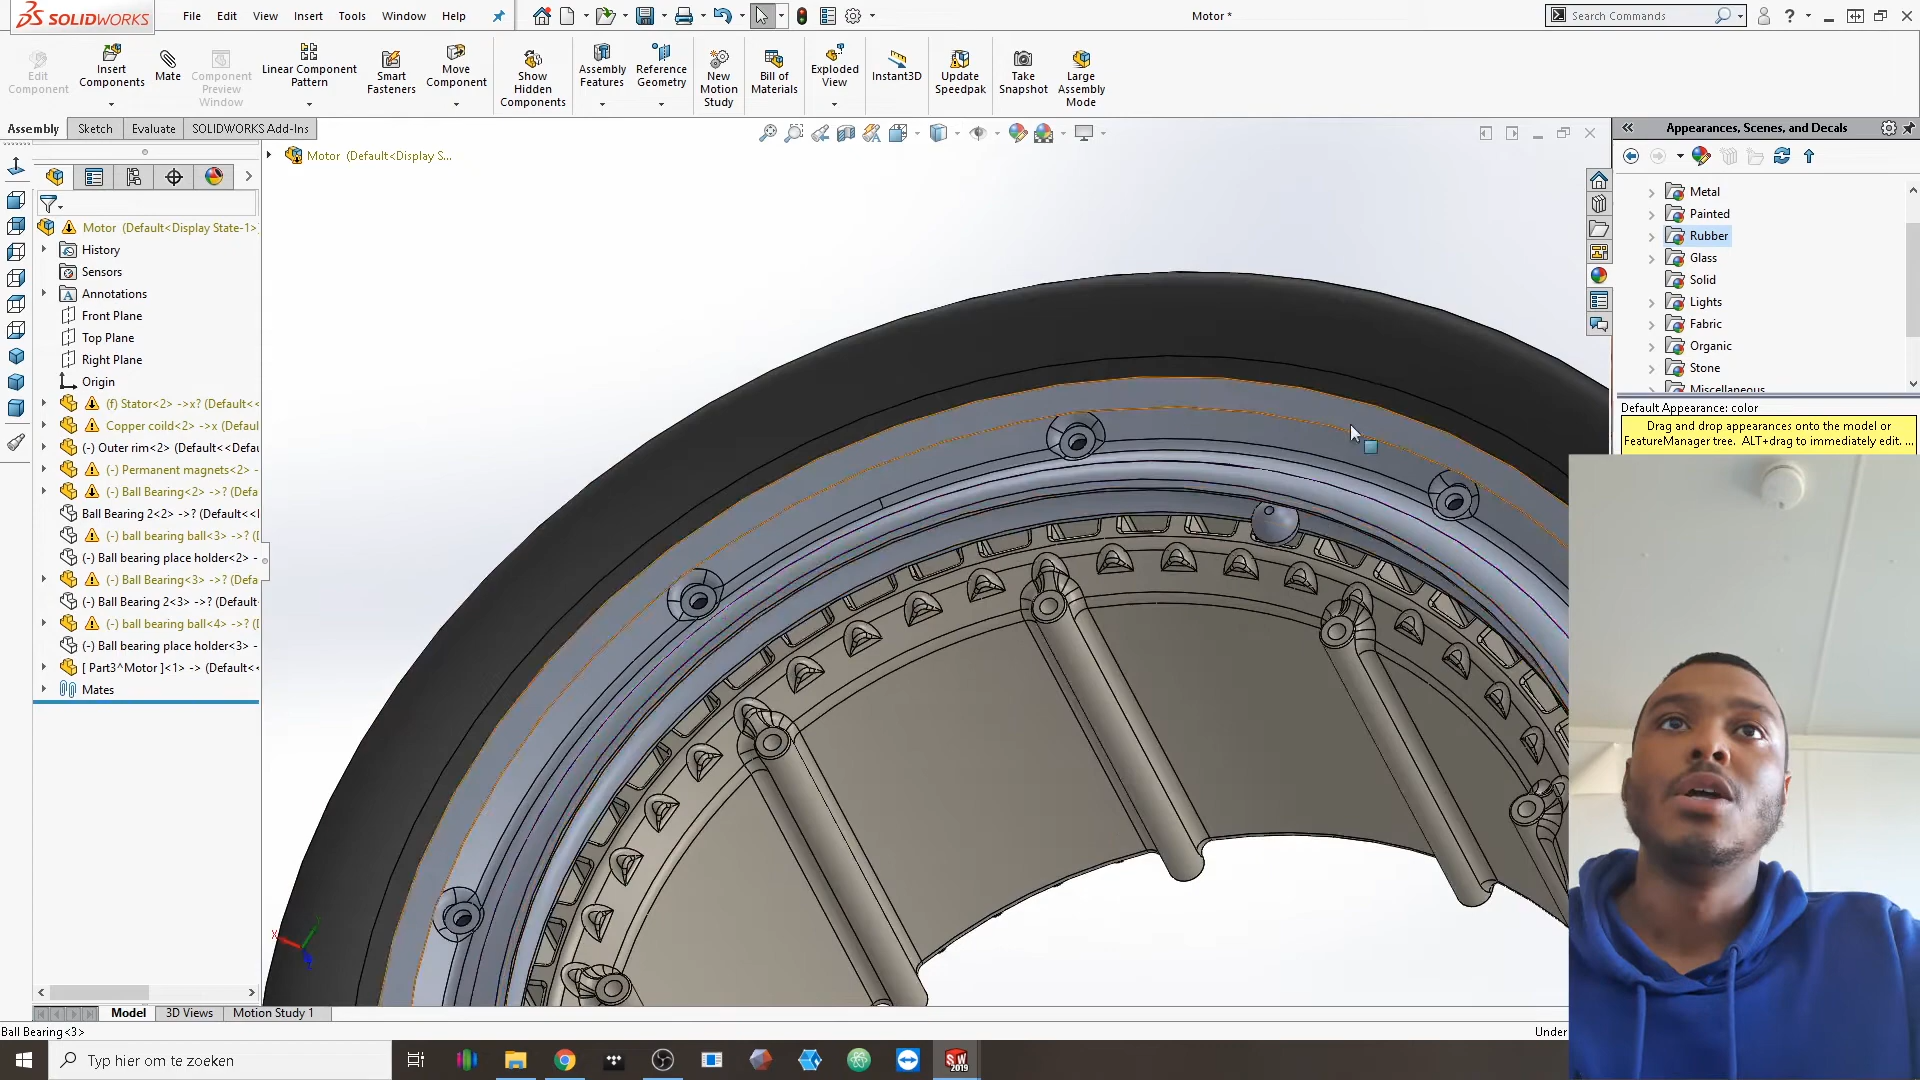 SOLIDWORKS
File Edit View Insert Tools Window Help
Motor *
Search Commands
Edit Component
Insert Components
Mate
Component Preview Window
Linear Component Pattern
Smart Fasteners
Move Component
Show Hidden Components
Assembly Features
Reference Geometry
New Motion Study
Bill of Materials
Exploded View
Instant3D
Update Speedpak
Take Snapshot
Large Assembly Mode
Assembly Sketch Evaluate SOLIDWORKS Add-Ins
Motor (Default<Display S...
Motor (Default<Display State-1>
History
Sensors
Annotations
Front Plane
Top Plane
Right Plane
Origin
(f) Stator<2> ->x? (Default<<
Copper coild<2> ->x (Defaul
(-) Outer rim<2> (Default<<Defau
(-) Permanent magnets<2> -
(-) Ball Bearing<2> ->? (Defa
Ball Bearing 2<2> ->? (Default<<
(-) ball bearing ball<3> ->? (
(-) Ball bearing place holder<2> -
(-) Ball Bearing<3> ->? (Defa
(-) Ball Bearing 2<3> ->? (Default
(-) ball bearing ball<4> ->? (
(-) Ball bearing place holder<3> -
[ Part3^Motor ]<1> -> (Default<<
Mates
Appearances, Scenes, and Decals
Metal
Painted
Rubber
Glass
Solid
Lights
Fabric
Organic
Stone
Miscellaneous
Default Appearance: color
Drag and drop appearances onto the model or
FeatureManager tree. ALT+drag to immediately edit. ...
X
Model 3D Views Motion Study 1
Ball Bearing<3>
Under
Typ hier om te zoeken
SW
2019